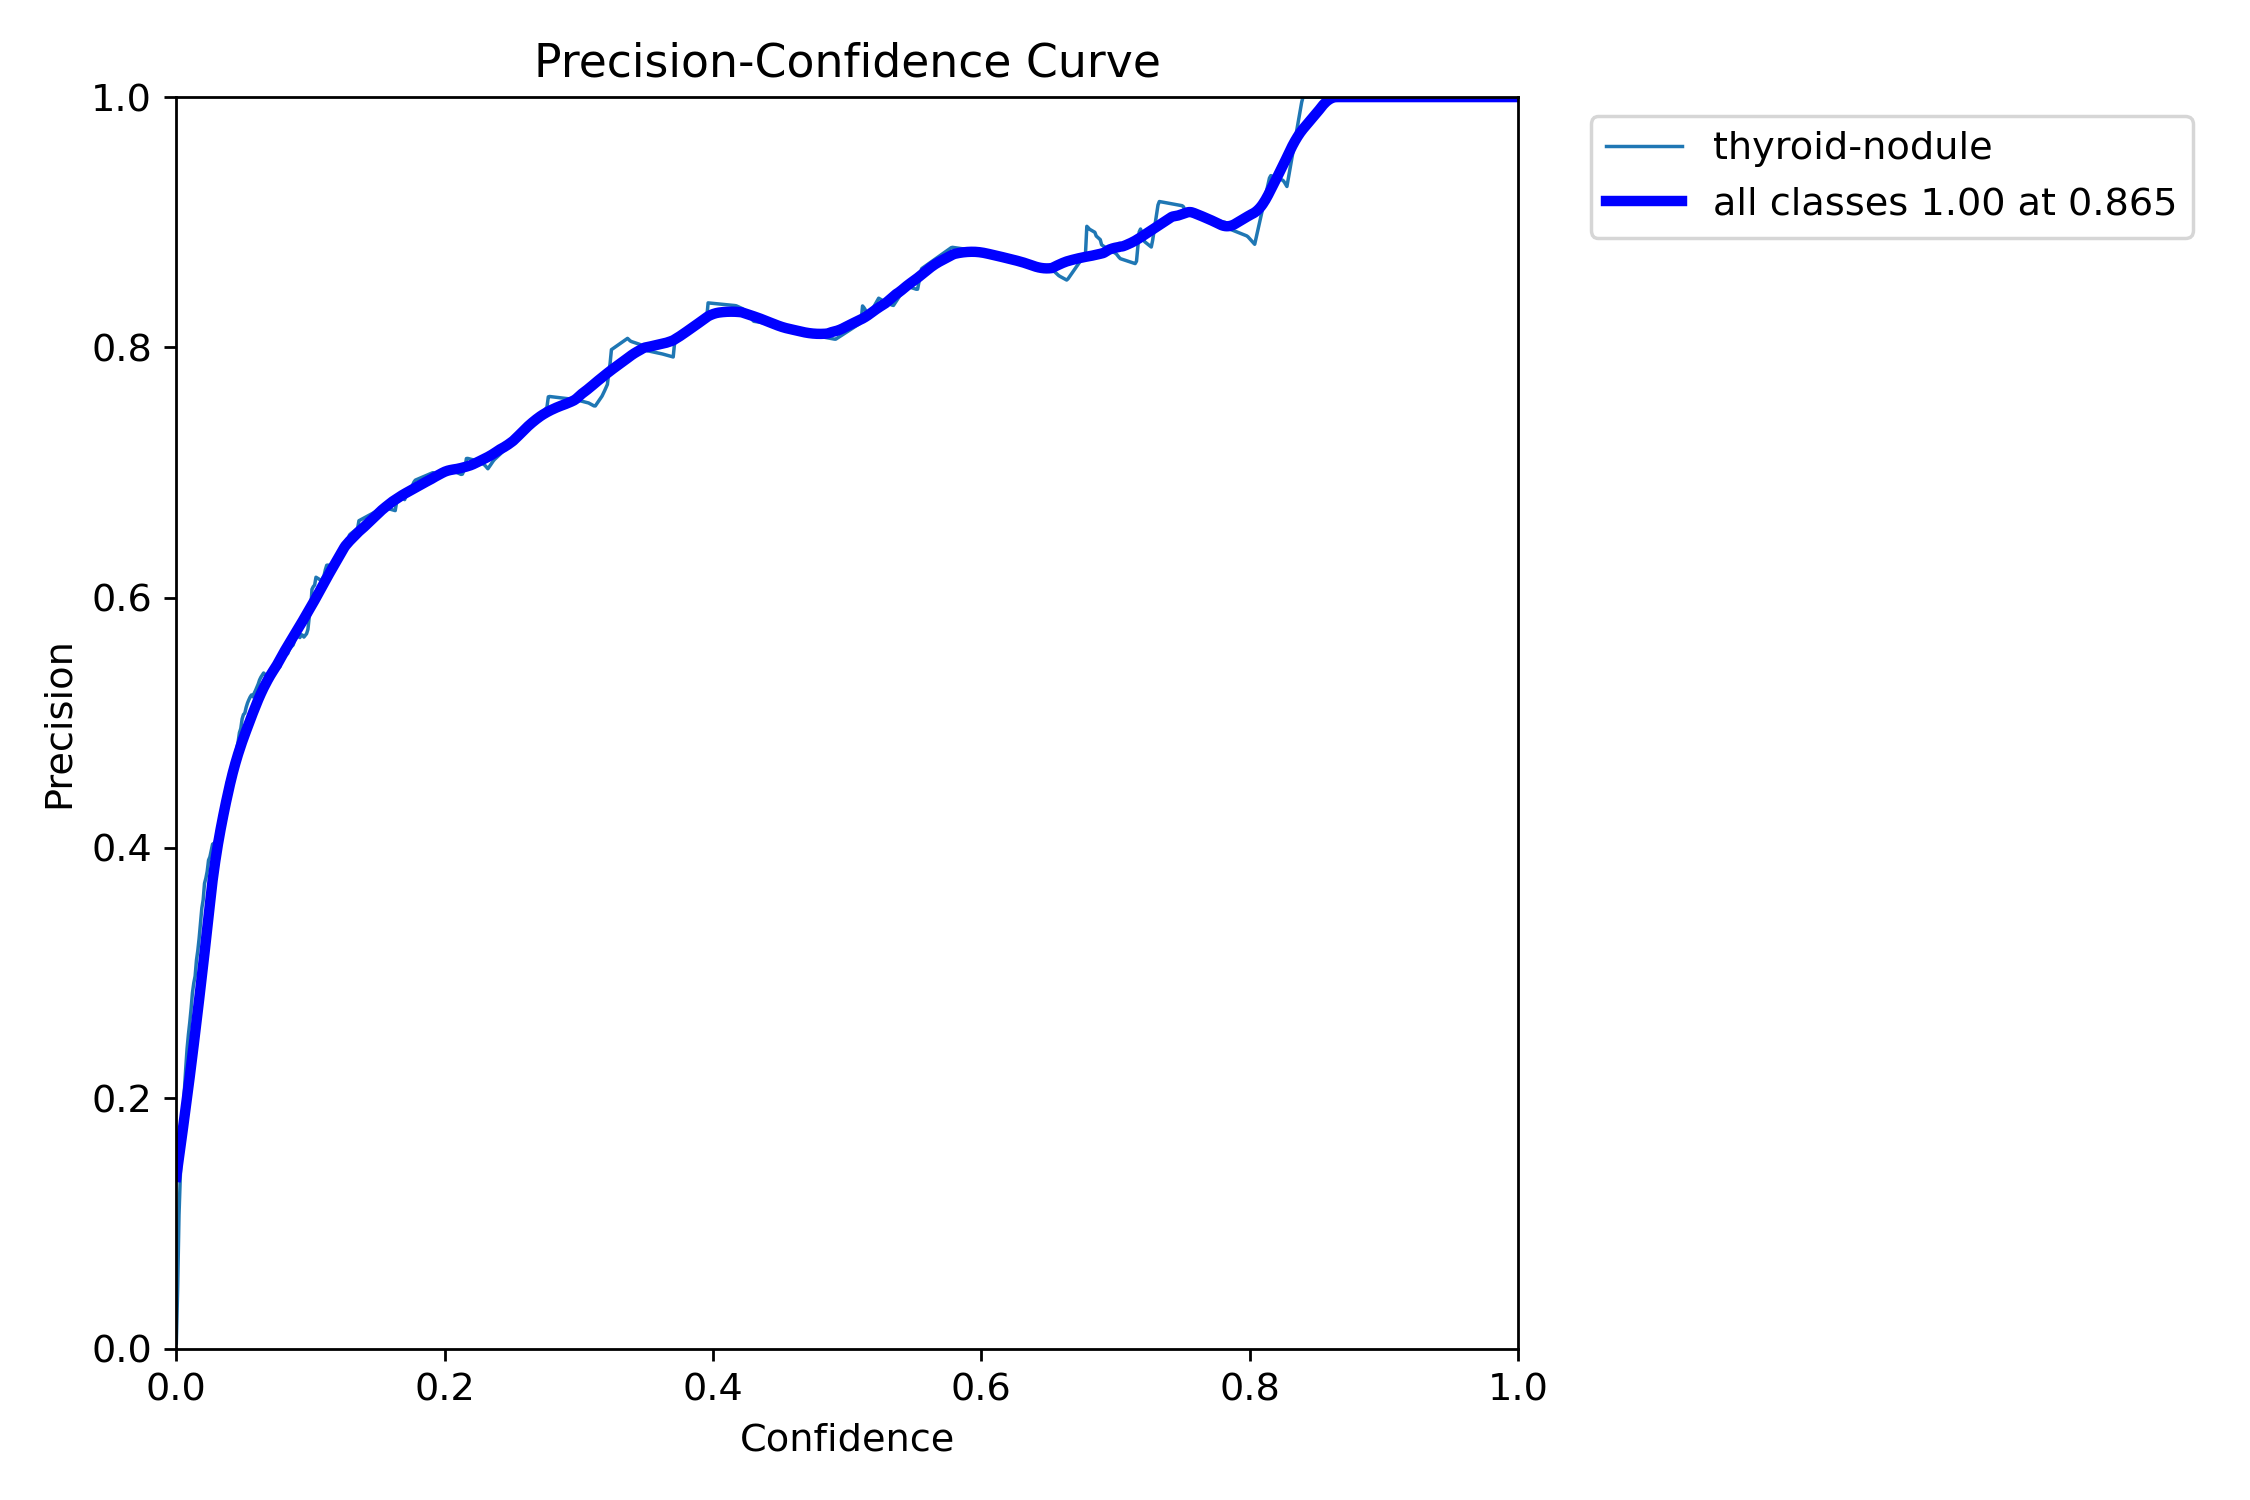 Precision-Confidence Curve
1.0
0.8
0.6
0.4
0.2
0.0
Precision
0.0 0.2 0.4 0.6 0.8 1.0
Confidence
thyroid-nodule
all classes 1.00 at 0.865